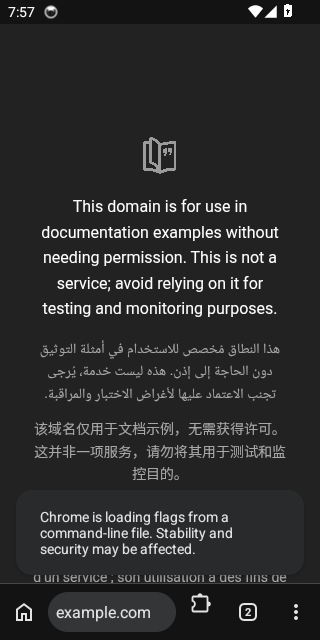 7:57
This domain is for use in
documentation examples without
needing permission. This is not a
service; avoid relying on it for
testing and monitoring purposes.
هذا النطاق مُخصص للاستخدام في أمثلة التوثيق
دون الحاجة إلى إذن. هذه ليست خدمة، يُرجى
تجنب الاعتماد عليها لأغراض الاختبار والمراقبة.
该域名仅用于文档示例，无需获得许可。
这并非一项服务，请勿将其用于测试和监
控目的。
Chrome is loading flags from a
command-line file. Stability and
security may be affected.
d'un service ; son utilisation à des fins de
example.com
2